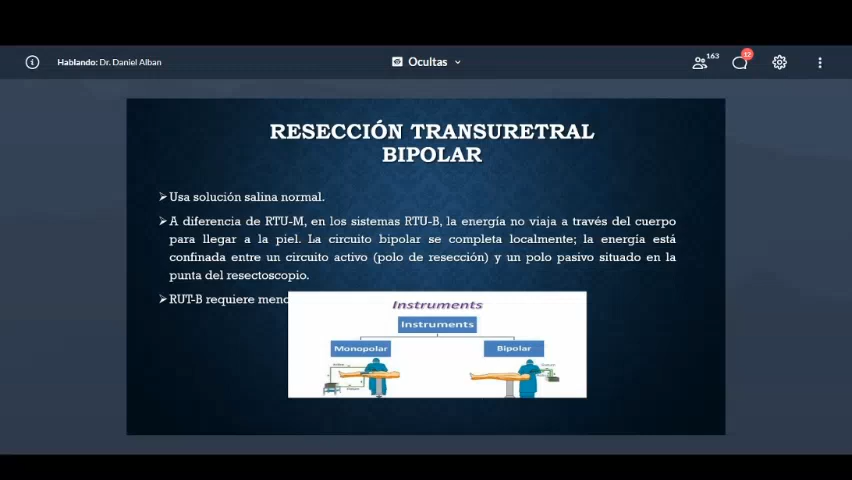 Hablando: Dr. Daniel Alban
Ocultas
163
12
RESECCIÓN TRANSURETRAL
BIPOLAR
Usa solución salina normal.
A diferencia de RTU-M, en los sistemas RTU-B, la energía no viaja a través del cuerpo
para llegar a la piel. La circuito bipolar se completa localmente; la energía está
confinada entre un circuito activo (polo de resección) y un polo pasivo situado en la
punta del resectoscopio.
RUT-B requiere
Instruments
Instruments
Monopolar
Bipolar